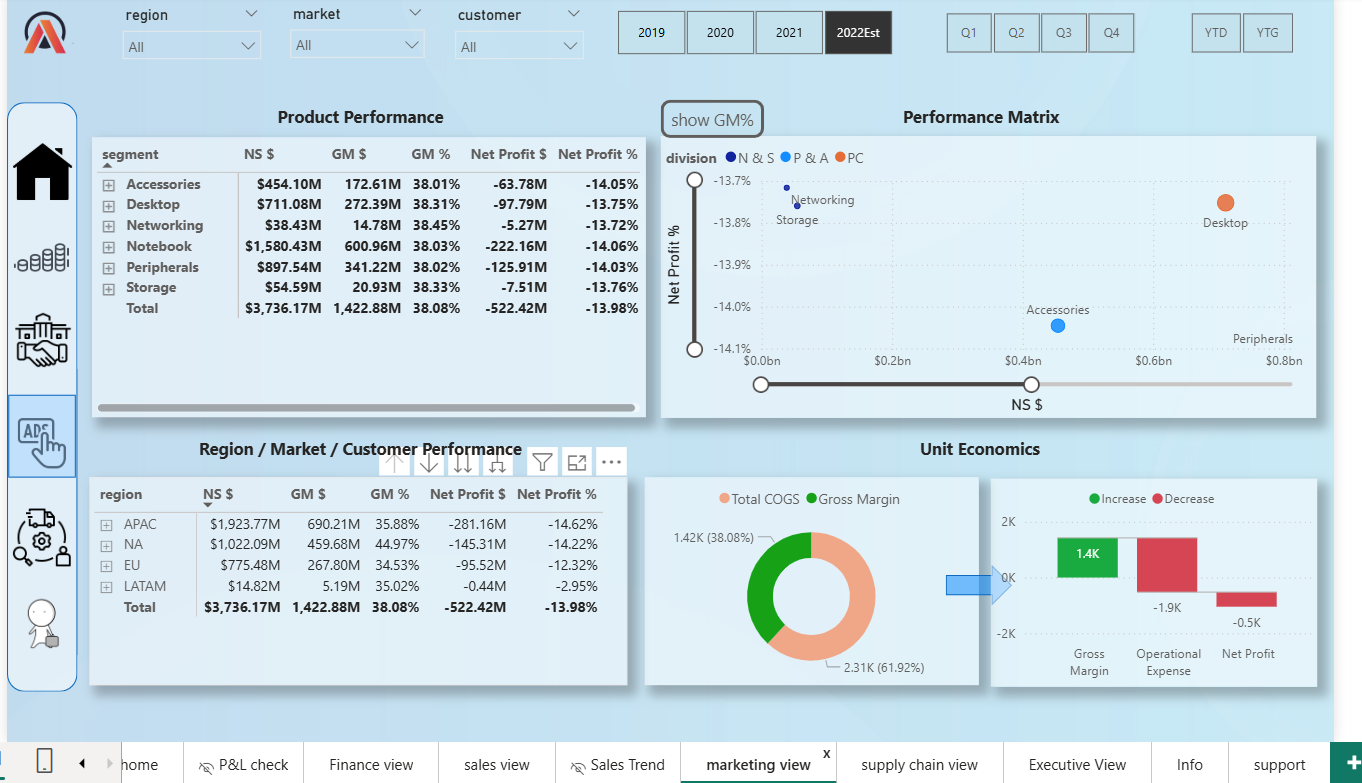 region market customer
All All All
2019 2020 2021 2022Est Q1 Q2 Q3 Q4 YTD YTG
Product Performance
segment NS $ GM $ GM % Net Profit $ Net Profit %
Accessories $454.10M 172.61M 38.01% -63.78M -14.05%
Desktop $711.08M 272.39M 38.31% -97.79M -13.75%
Networking $38.43M 14.78M 38.45% -5.27M -13.72%
Notebook $1,580.43M 600.96M 38.03% -222.16M -14.06%
Peripherals $897.54M 341.22M 38.02% -125.91M -14.03%
Storage $54.59M 20.93M 38.33% -7.51M -13.76%
Total $3,736.17M 1,422.88M 38.08% -522.42M -13.98%
show GM%
Performance Matrix
division N & S P & A PC
Net Profit %
-13.7%
-13.8%
-13.9%
-14.0%
-14.1%
Networking
Storage
Desktop
Accessories
Peripherals
$0.0bn $0.2bn $0.4bn $0.6bn $0.8bn
NS $
ADS
Region / Market / Customer Performance
region NS $ GM $ GM % Net Profit $ Net Profit %
APAC $1,923.77M 690.21M 35.88% -281.16M -14.62%
NA $1,022.09M 459.68M 44.97% -145.31M -14.22%
EU $775.48M 267.80M 34.53% -95.52M -12.32%
LATAM $14.82M 5.19M 35.02% -0.44M -2.95%
Total $3,736.17M 1,422.88M 38.08% -522.42M -13.98%
Unit Economics
Total COGS Gross Margin
1.42K (38.08%)
2.31K (61.92%)
Increase Decrease
2K
0K
-2K
1.4K
-1.9K
-0.5K
Gross Margin
Operational Expense
Net Profit
home P&L check Finance view sales view Sales Trend marketing view x supply chain view Executive View Info support +